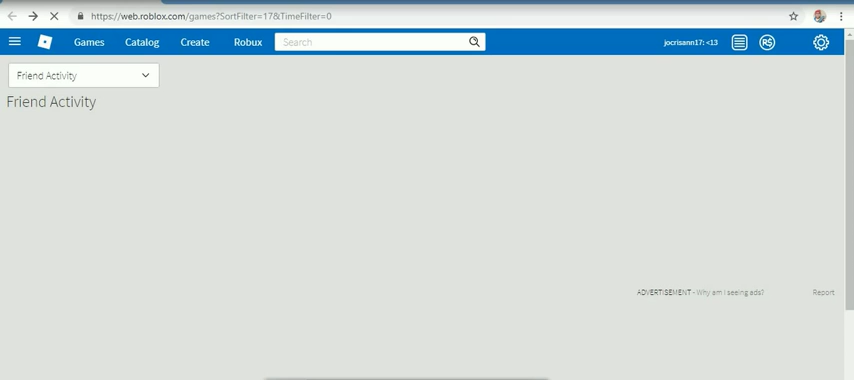 https://web.roblox.com/games?SortFilter=17&TimeFilter=0
Games Catalog Create Robux Search jocrisann17: <13 R$
Friend Activity
Friend Activity
ADVERTISEMENT - Why am I seeing ads? Report